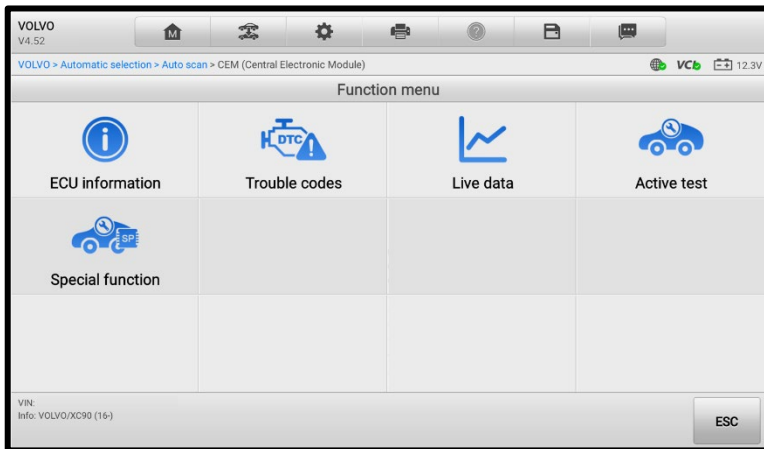 VOLVO
V4.52
M
VOLVO > Automatic selection > Auto scan > CEM (Central Electronic Module)
VCI 12.3V
Function menu
ECU information
DTC
Trouble codes
Live data
Active test
SP
Special function
VIN:
Info: VOLVO/XC90 (16-)
ESC